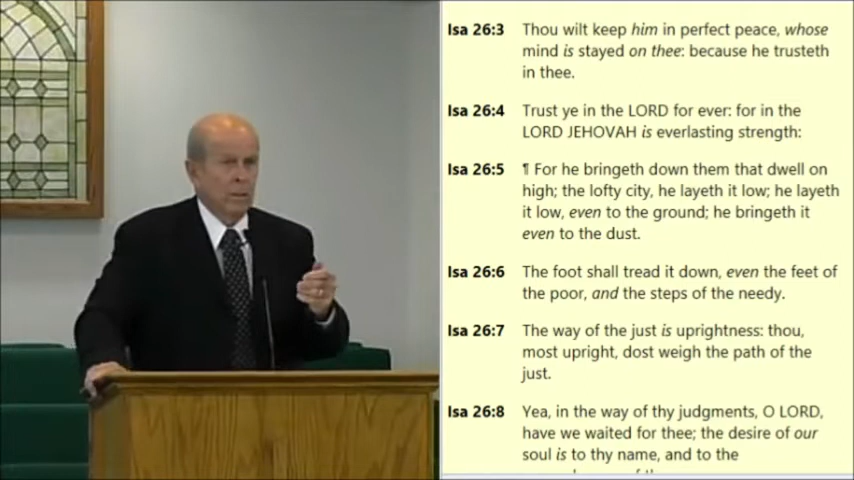 Isa 26:3 Thou wilt keep him in perfect peace, whose
mind is stayed on thee: because he trusteth
in thee.
Isa 26:4 Trust ye in the LORD for ever: for in the
LORD JEHOVAH is everlasting strength:
Isa 26:5 ¶ For he bringeth down them that dwell on
high; the lofty city, he layeth it low; he layeth
it low, even to the ground; he bringeth it
even to the dust.
Isa 26:6 The foot shall tread it down, even the feet of
the poor, and the steps of the needy.
Isa 26:7 The way of the just is uprightness: thou,
most upright, dost weigh the path of the
just.
Isa 26:8 Yea, in the way of thy judgments, O LORD,
have we waited for thee; the desire of our
soul is to thy name, and to the